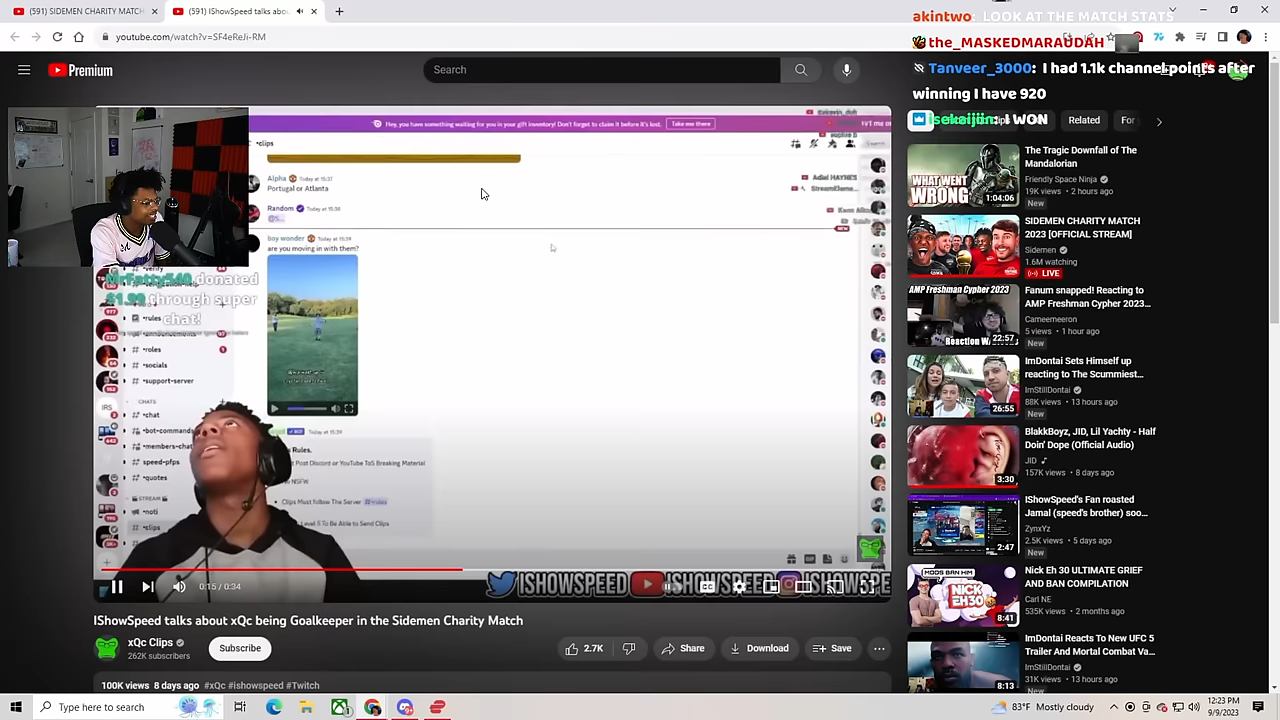 (591) SIDEMEN CHARITY MATCH
(591) IShowSpeed talks abou
akintwo: LOOK AT THE MATCH STATS
youtube.com/watch?v=SF4eReJi-RM
the_MASKEDMARAUDAH
Premium
Search
Tanveer_3000: I had 1.1k channel points after
winning I have 920
isekaijin: I WON
Related
For
Hey, you have something waiting for you in your gift inventory! Don't forget to claim it before it's lost.
Take me there
•clips
Alpha Today at 15:37
Portugal or Atlanta
Adiel HAYNES
Random Today at 15:38
NEW
boy wonder Today at 15:39
are you moving in with them?
donated
$1.99 through super
chat!
•rules
•roles
•socials
•support-server
CHATS
IRS
•chat
•bot-commands
•members-chat
speed-pfps
•quotes
STREAM
•noti
•clips
Today at 15:39
Rules.
Post Discord or YouTube ToS Breaking Material
NSFW
Clips Must Follow The Server #rules
Level 5 To Be Able to Send Clips
ISHOWSPEED
0:15 / 0:34
IShowSpeed talks about xQc being Goalkeeper in the Sidemen Charity Match
xQc Clips
262K subscribers
Subscribe
2.7K
Share
Download
Save
100K views 8 days ago #xQc #ishowspeed #Twitch
WHAT WENT
WRONG
1:04:06
The Tragic Downfall of The
Mandalorian
Friendly Space Ninja
19K views • 2 hours ago
New
SIDEMEN CHARITY MATCH
2023 [OFFICIAL STREAM]
Sidemen
1.6M watching
LIVE
AMP Freshman Cypher 2023
Reaction
22:57
Fanum snapped! Reacting to
AMP Freshman Cypher 2023...
Cameemeeron
5 views • 1 hour ago
New
26:55
ImDontai Sets Himself up
reacting to The Scummiest...
ImStillDontai
88K views • 13 hours ago
New
3:30
BlakkBoyz, JID, Lil Yachty - Half
Doin' Dope (Official Audio)
JID
157K views • 8 days ago
2:47
IShowSpeed's Fan roasted
Jamal (speed's brother) soo...
ZynxYz
2.5K views • 5 days ago
New
MODS BAN HIM
NICK
EH 30
8:41
Nick Eh 30 ULTIMATE GRIEF
AND BAN COMPILATION
Carl NE
535K views • 2 months ago
8:13
ImDontai Reacts To New UFC 5
Trailer And Mortal Combat Va...
ImStillDontai
31K views • 13 hours ago
New
Type here to search
83°F Mostly cloudy
12:23 PM
9/9/2023